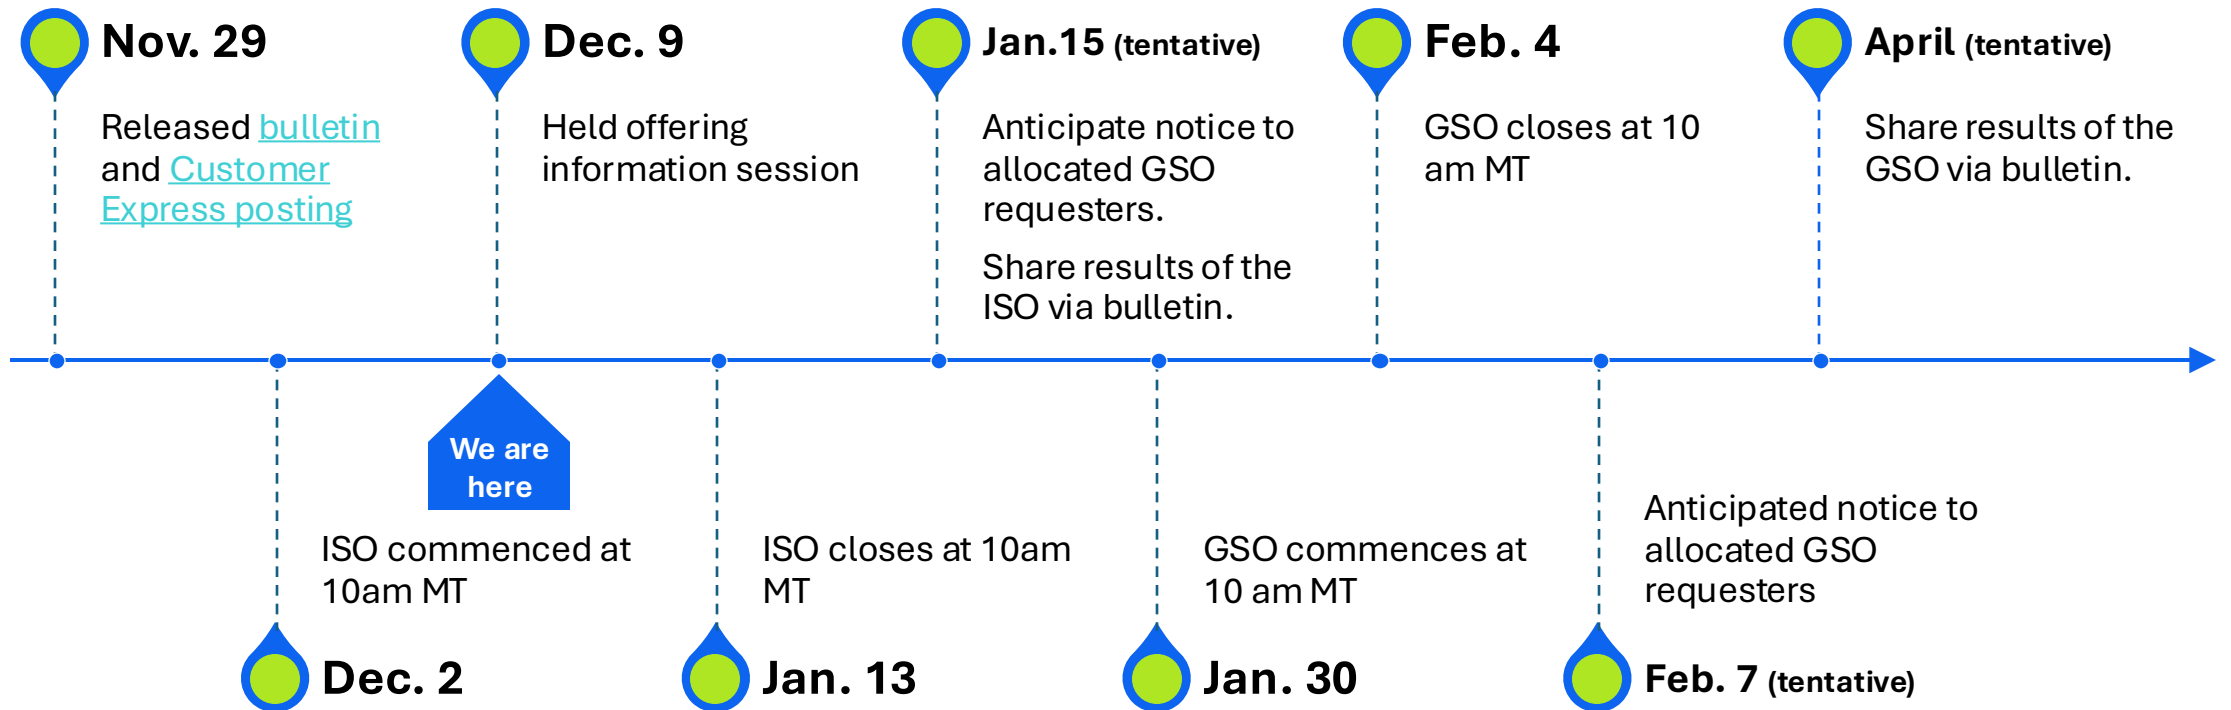 Nov. 29
Released bulletin
and Customer
Express posting
Dec. 9
Held offering
information session
Jan.15 (tentative)
Anticipate notice to
allocated GSO
requesters.
Share results of the
ISO via bulletin.
Feb. 4
GSO closes at 10
am MT
April (tentative)
Share results of the
GSO via bulletin.
We are
here
ISO commenced at
10am MT
Dec. 2
ISO closes at 10am
MT
Jan. 13
GSO commences at
10 am MT
Jan. 30
Anticipated notice to
allocated GSO
requesters
Feb. 7 (tentative)